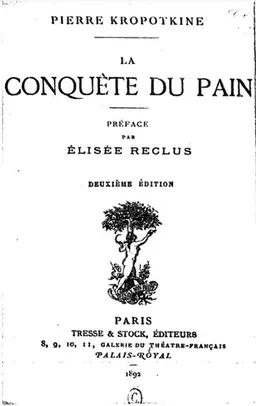 PIERRE KROPOTKINE
LA
CONQUÊTE DU PAIN
PRÉFACE
PAR
ÉLISÉE RECLUS
DEUXIÈME ÉDITION
PARIS
TRESSE & STOCK, ÉDITEURS
8, 9, 10, 11, GALERIE DU THÉATRE-FRANÇAIS
PALAIS-ROYAL
1892